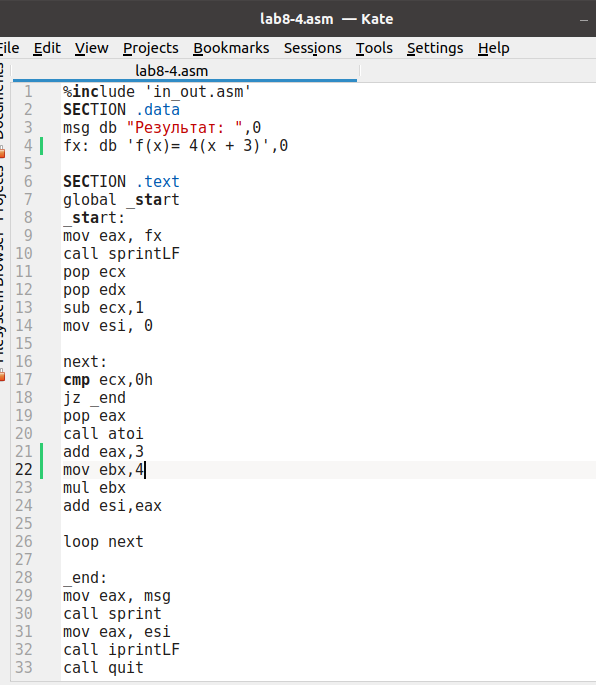 lab8-4.asm — Kate
File Edit View Projects Bookmarks Sessions Tools Settings Help
lab8-4.asm
Documents
Projects
Filesystem Browser
1 %include 'in_out.asm'
2 SECTION .data
3 msg db "Результат: ",0
4 fx: db 'f(x)= 4(x + 3)',0
5
6 SECTION .text
7 global _start
8 _start:
9 mov eax, fx
10 call sprintLF
11 pop ecx
12 pop edx
13 sub ecx,1
14 mov esi, 0
15
16 next:
17 cmp ecx,0h
18 jz _end
19 pop eax
20 call atoi
21 add eax,3
22 mov ebx,4
23 mul ebx
24 add esi,eax
25
26 loop next
27
28 _end:
29 mov eax, msg
30 call sprint
31 mov eax, esi
32 call iprintLF
33 call quit